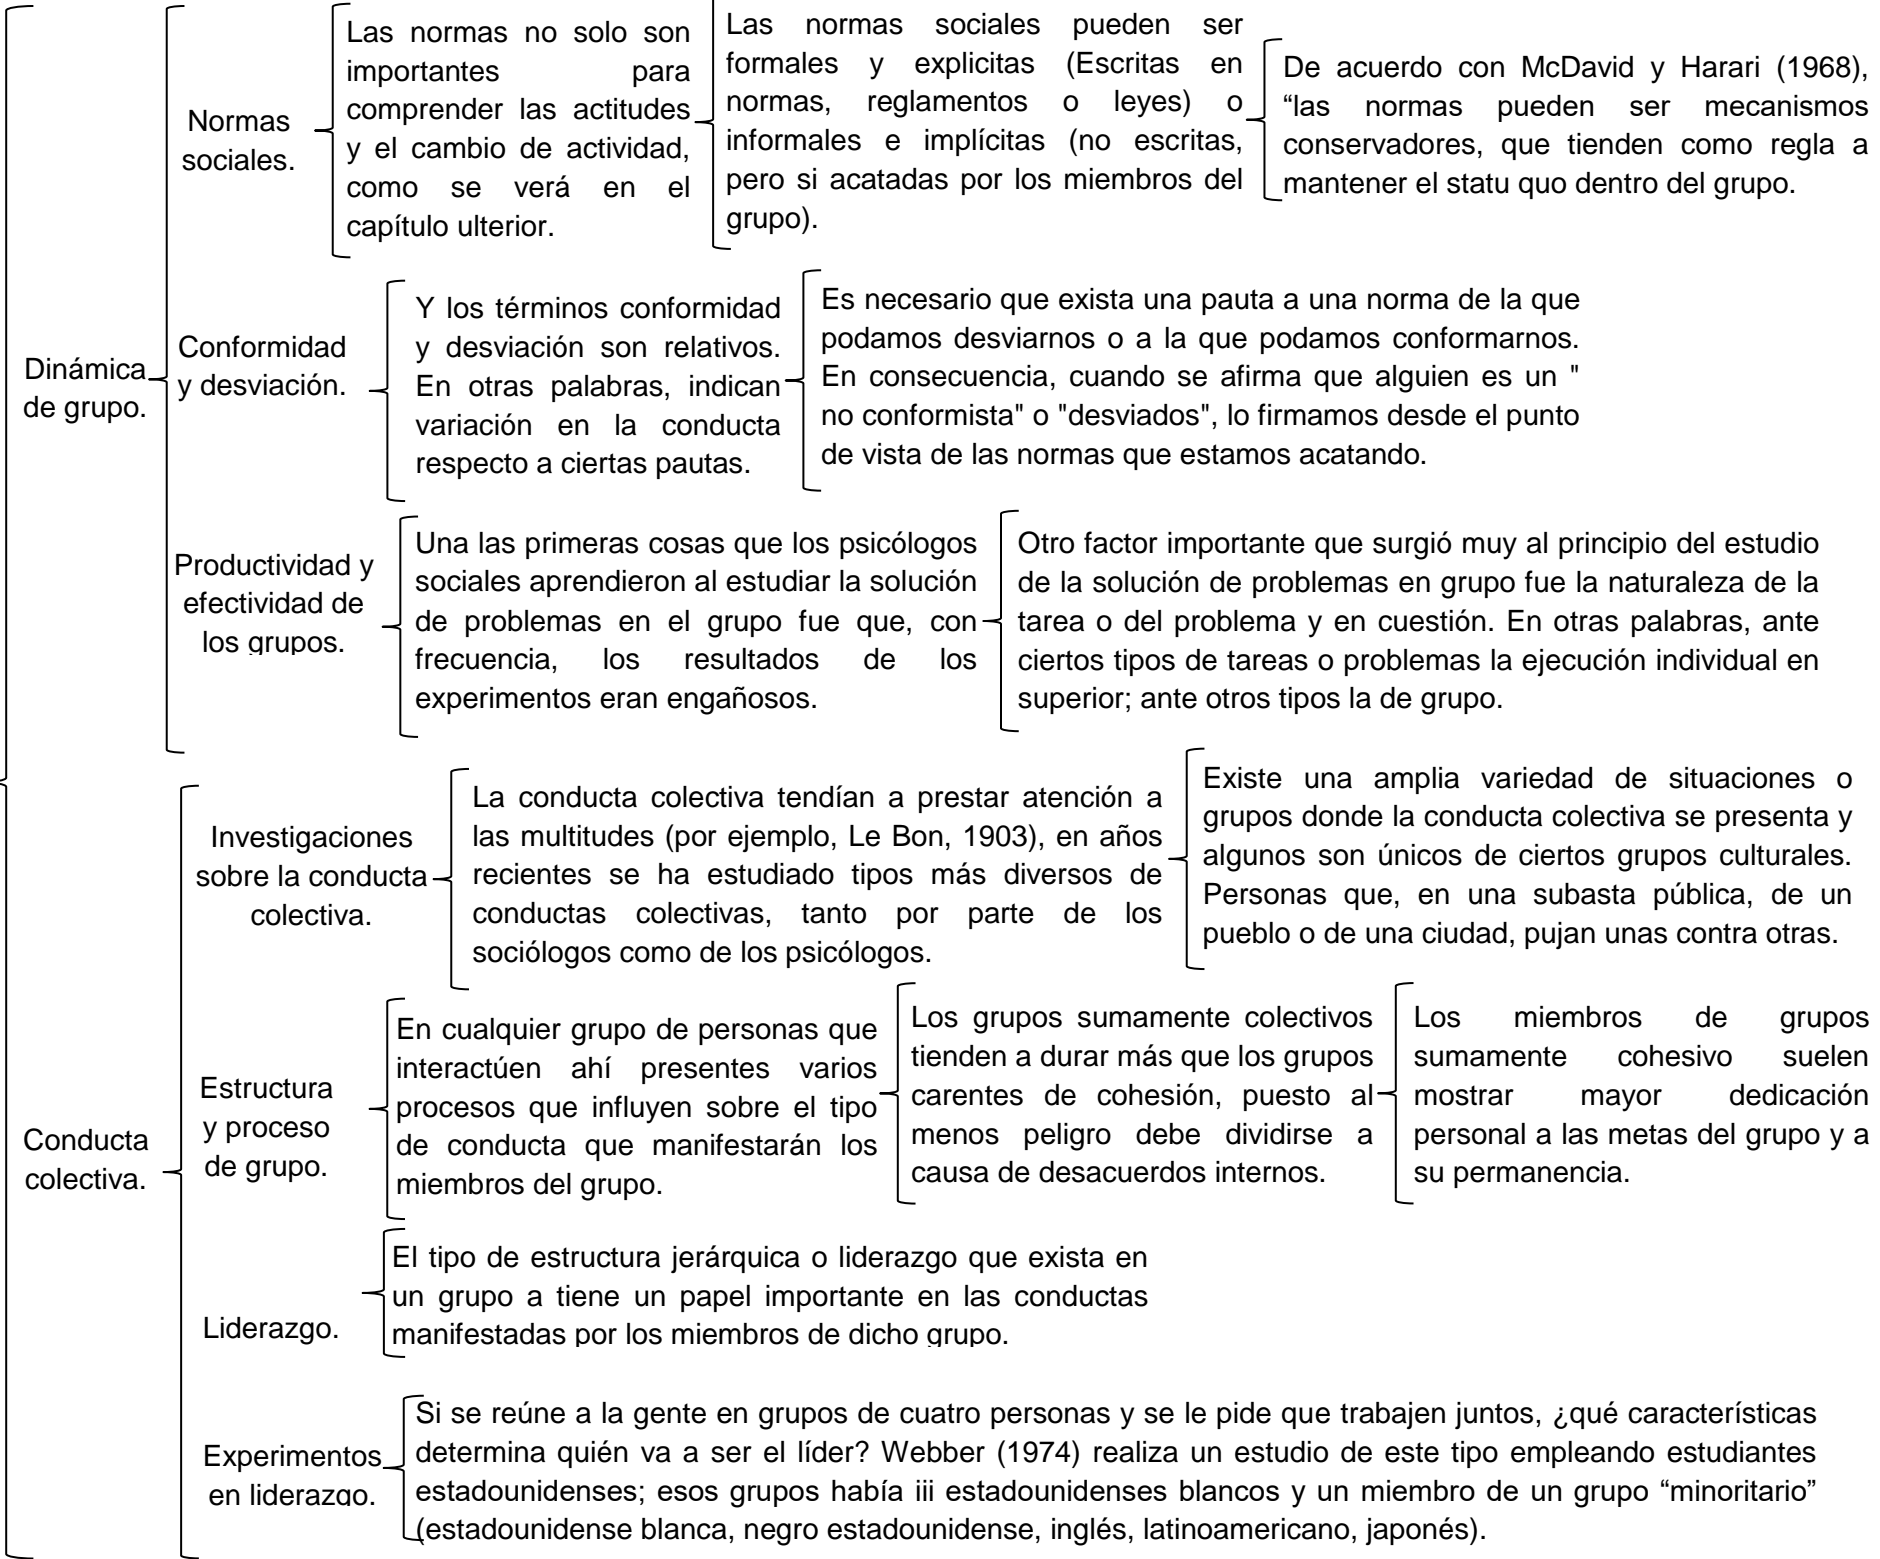 Dinámica
de grupo.
Normas
sociales.
Las normas no solo son
importantes para
comprender las actitudes
y el cambio de actividad,
como se verá en el
capítulo ulterior.
Las normas sociales pueden ser
formales y explicitas (Escritas en
normas, reglamentos o leyes) o
informales e implícitas (no escritas,
pero si acatadas por los miembros del
grupo).
De acuerdo con McDavid y Harari (1968),
“las normas pueden ser mecanismos
conservadores, que tienden como regla a
mantener el statu quo dentro del grupo.
Conformidad
y desviación.
Y los términos conformidad
y desviación son relativos.
En otras palabras, indican
variación en la conducta
respecto a ciertas pautas.
Es necesario que exista una pauta a una norma de la que
podamos desviarnos o a la que podamos conformarnos.
En consecuencia, cuando se afirma que alguien es un "
no conformista" o "desviados", lo firmamos desde el punto
de vista de las normas que estamos acatando.
Productividad y
efectividad de
los grupos.
Una las primeras cosas que los psicólogos
sociales aprendieron al estudiar la solución
de problemas en el grupo fue que, con
frecuencia, los resultados de los
experimentos eran engañosos.
Otro factor importante que surgió muy al principio del estudio
de la solución de problemas en grupo fue la naturaleza de la
tarea o del problema y en cuestión. En otras palabras, ante
ciertos tipos de tareas o problemas la ejecución individual en
superior; ante otros tipos la de grupo.
Conducta
colectiva.
Investigaciones
sobre la conducta
colectiva.
La conducta colectiva tendían a prestar atención a
las multitudes (por ejemplo, Le Bon, 1903), en años
recientes se ha estudiado tipos más diversos de
conductas colectivas, tanto por parte de los
sociólogos como de los psicólogos.
Existe una amplia variedad de situaciones o
grupos donde la conducta colectiva se presenta y
algunos son únicos de ciertos grupos culturales.
Personas que, en una subasta pública, de un
pueblo o de una ciudad, pujan unas contra otras.
Estructura
y proceso
de grupo.
En cualquier grupo de personas que
interactúen ahí presentes varios
procesos que influyen sobre el tipo
de conducta que manifestarán los
miembros del grupo.
Los grupos sumamente colectivos
tienden a durar más que los grupos
carentes de cohesión, puesto al
menos peligro debe dividirse a
causa de desacuerdos internos.
Los miembros de grupos
sumamente cohesivo suelen
mostrar mayor dedicación
personal a las metas del grupo y a
su permanencia.
Liderazgo.
El tipo de estructura jerárquica o liderazgo que exista en
un grupo a tiene un papel importante en las conductas
manifestadas por los miembros de dicho grupo.
Experimentos
en liderazgo.
Si se reúne a la gente en grupos de cuatro personas y se le pide que trabajen juntos, ¿qué características
determina quién va a ser el líder? Webber (1974) realiza un estudio de este tipo empleando estudiantes
estadounidenses; esos grupos había iii estadounidenses blancos y un miembro de un grupo “minoritario”
(estadounidense blanca, negro estadounidense, inglés, latinoamericano, japonés).